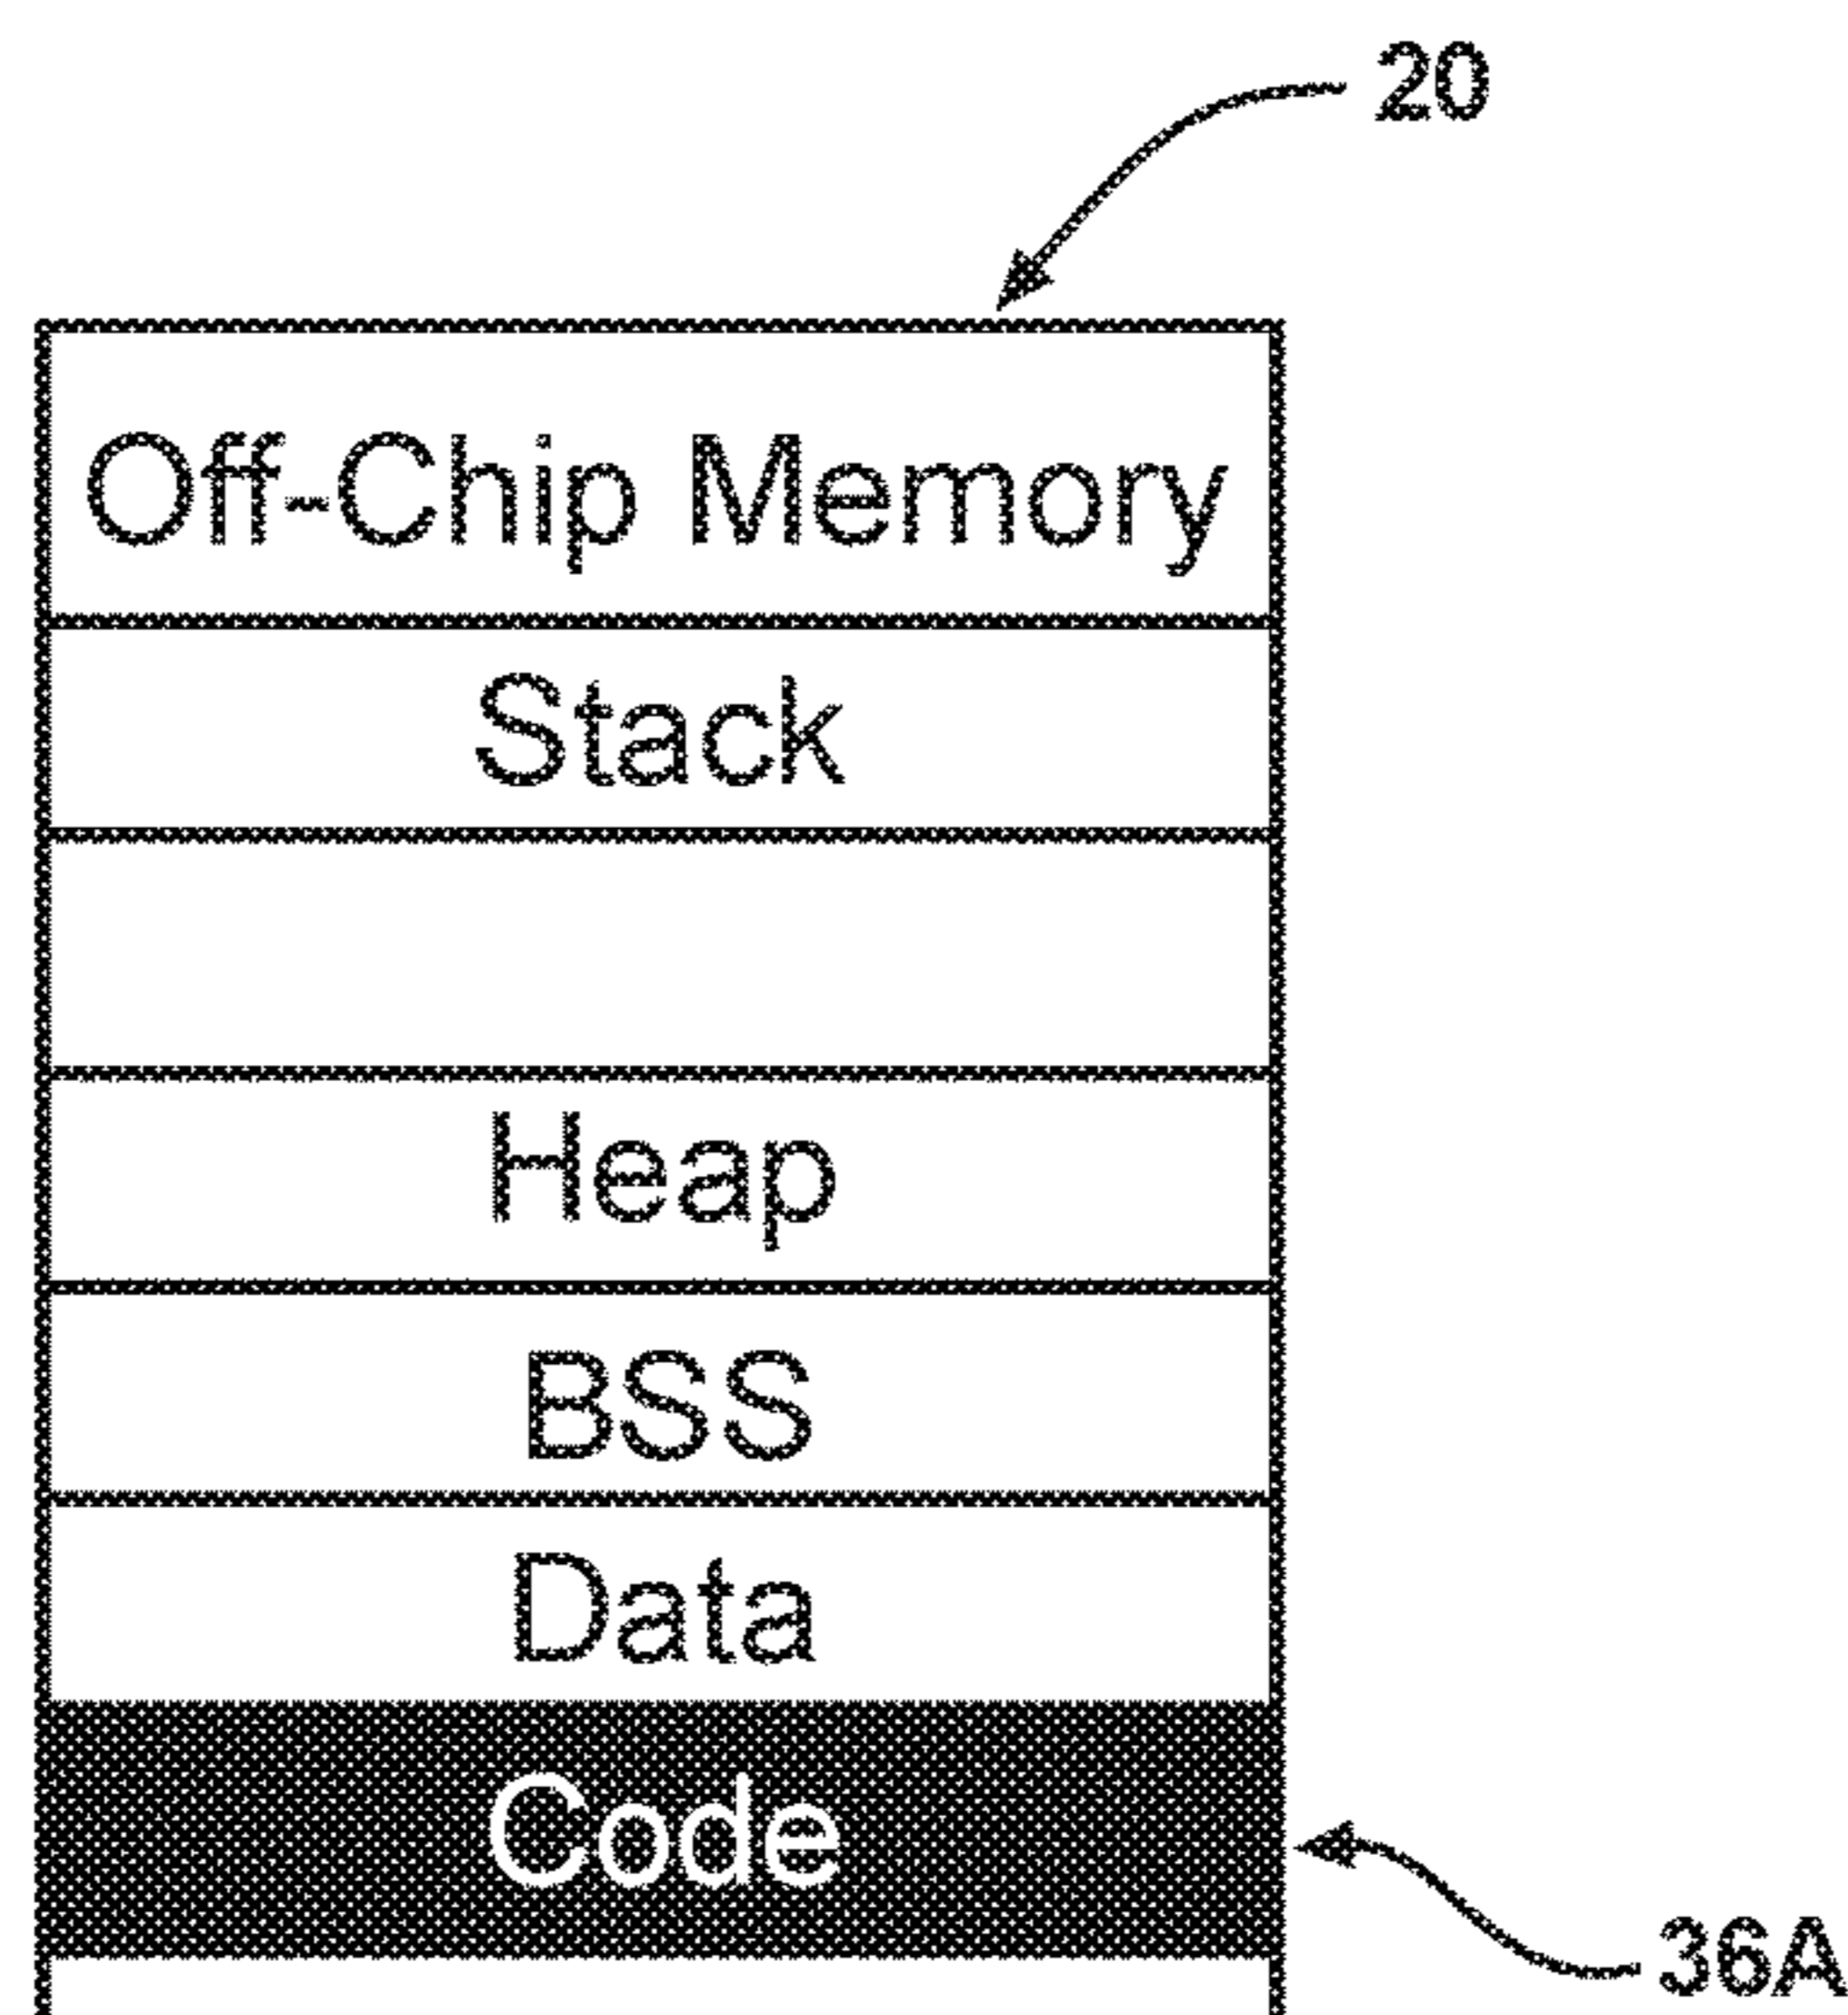 20
Off-Chip Memory
Stack
Heap
BSS
Data
Code
36A